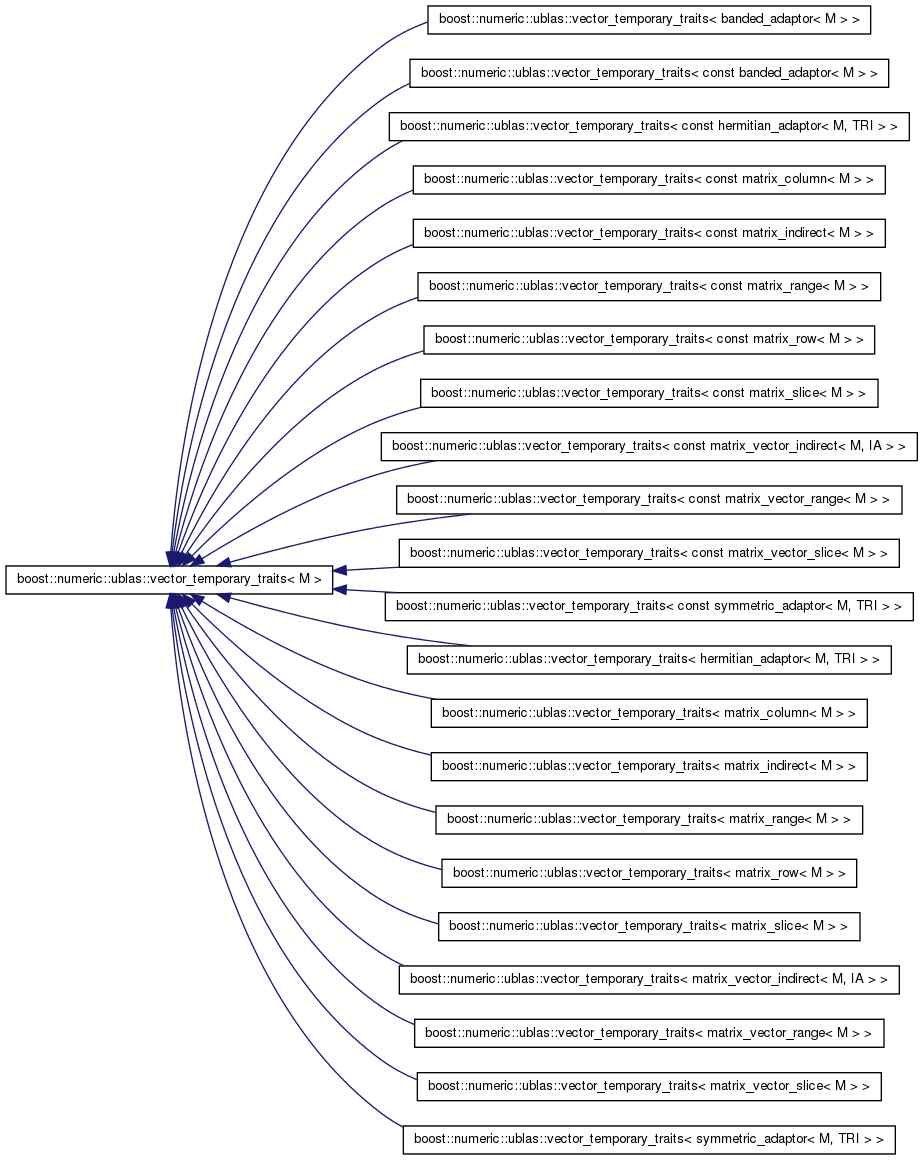 boost::numeric::ublas::vector_temporary_traits< banded_adaptor< M > >
boost::numeric::ublas::vector_temporary_traits< const banded_adaptor< M > >
boost::numeric::ublas::vector_temporary_traits< const hermitian_adaptor< M, TRI > >
boost::numeric::ublas::vector_temporary_traits< const matrix_column< M > >
boost::numeric::ublas::vector_temporary_traits< const matrix_indirect< M > >
boost::numeric::ublas::vector_temporary_traits< const matrix_range< M > >
boost::numeric::ublas::vector_temporary_traits< const matrix_row< M > >
boost::numeric::ublas::vector_temporary_traits< const matrix_slice< M > >
boost::numeric::ublas::vector_temporary_traits< const matrix_vector_indirect< M, IA > >
boost::numeric::ublas::vector_temporary_traits< const matrix_vector_range< M > >
boost::numeric::ublas::vector_temporary_traits< const matrix_vector_slice< M > >
boost::numeric::ublas::vector_temporary_traits< M >
boost::numeric::ublas::vector_temporary_traits< const symmetric_adaptor< M, TRI > >
boost::numeric::ublas::vector_temporary_traits< hermitian_adaptor< M, TRI > >
boost::numeric::ublas::vector_temporary_traits< matrix_column< M > >
boost::numeric::ublas::vector_temporary_traits< matrix_indirect< M > >
boost::numeric::ublas::vector_temporary_traits< matrix_range< M > >
boost::numeric::ublas::vector_temporary_traits< matrix_row< M > >
boost::numeric::ublas::vector_temporary_traits< matrix_slice< M > >
boost::numeric::ublas::vector_temporary_traits< matrix_vector_indirect< M, IA > >
boost::numeric::ublas::vector_temporary_traits< matrix_vector_range< M > >
boost::numeric::ublas::vector_temporary_traits< matrix_vector_slice< M > >
boost::numeric::ublas::vector_temporary_traits< symmetric_adaptor< M, TRI > >